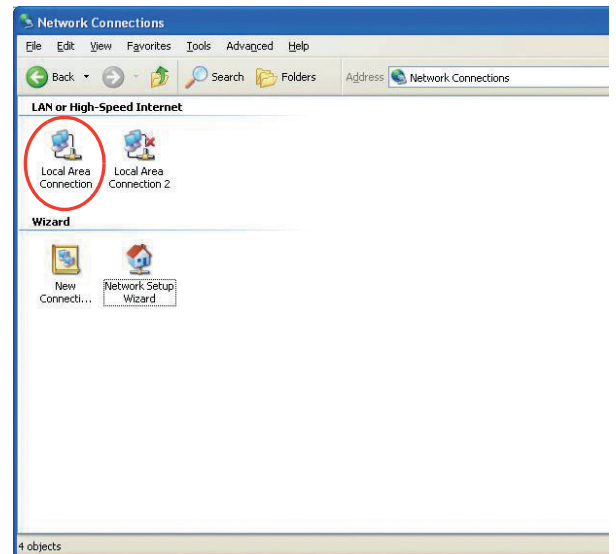 Network Connections
File Edit View Favorites Tools Advanced Help
Back Search Folders Address Network Connections
LAN or High-Speed Internet
Local Area Connection
Local Area Connection 2
Wizard
New Connecti...
Network Setup Wizard
4 objects